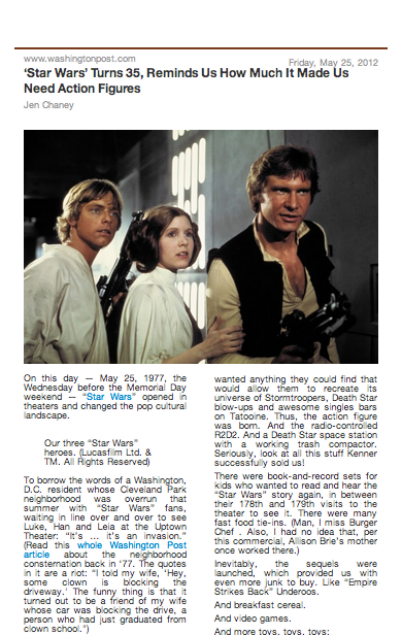 www.washingtonpost.com
Friday, May 25, 2012
‘Star Wars’ Turns 35, Reminds Us How Much It Made Us
Need Action Figures
Jen Chaney
On this day — May 25, 1977, the
Wednesday before the Memorial Day
weekend — “Star Wars” opened in
theaters and changed the pop cultural
landscape.
Our three “Star Wars”
heroes. (Lucasfilm Ltd. &
TM. All Rights Reserved)
To borrow the words of a Washington,
D.C. resident whose Cleveland Park
neighborhood was overrun that
summer with “Star Wars” fans,
waiting in line over and over to see
Luke, Han and Leia at the Uptown
Theater: “It’s ... it’s an invasion.”
(Read this whole Washington Post
article about the neighborhood
consternation back in ‘77. The quotes
in it are a riot: “I told my wife, ‘Hey,
some clown is blocking the
driveway.’ The funny thing is that it
turned out to be a friend of my wife
whose car was blocking the drive, a
person who had just graduated from
clown school.”)
wanted anything they could find that
would allow them to recreate its
universe of Stormtroopers, Death Star
blow-ups and awesome singles bars
on Tatooine. Thus, the action figure
was born. And the radio-controlled
R2D2. And a Death Star space station
with a working trash compactor.
Seriously, look at all this stuff Kenner
successfully sold us!
There were book-and-record sets for
kids who wanted to read and hear the
“Star Wars” story again, in between
their 178th and 179th visits to the
theater to see it. There were many
fast food tie-ins. (Man, I miss Burger
Chef . Also, I had no idea that, per
this commercial, Allison Brie’s mother
once worked there.)
Inevitably, the sequels were
launched, which provided us with
even more junk to buy. Like “Empire
Strikes Back” Underoos.
And breakfast cereal.
And video games.
And more toys, toys, toys: